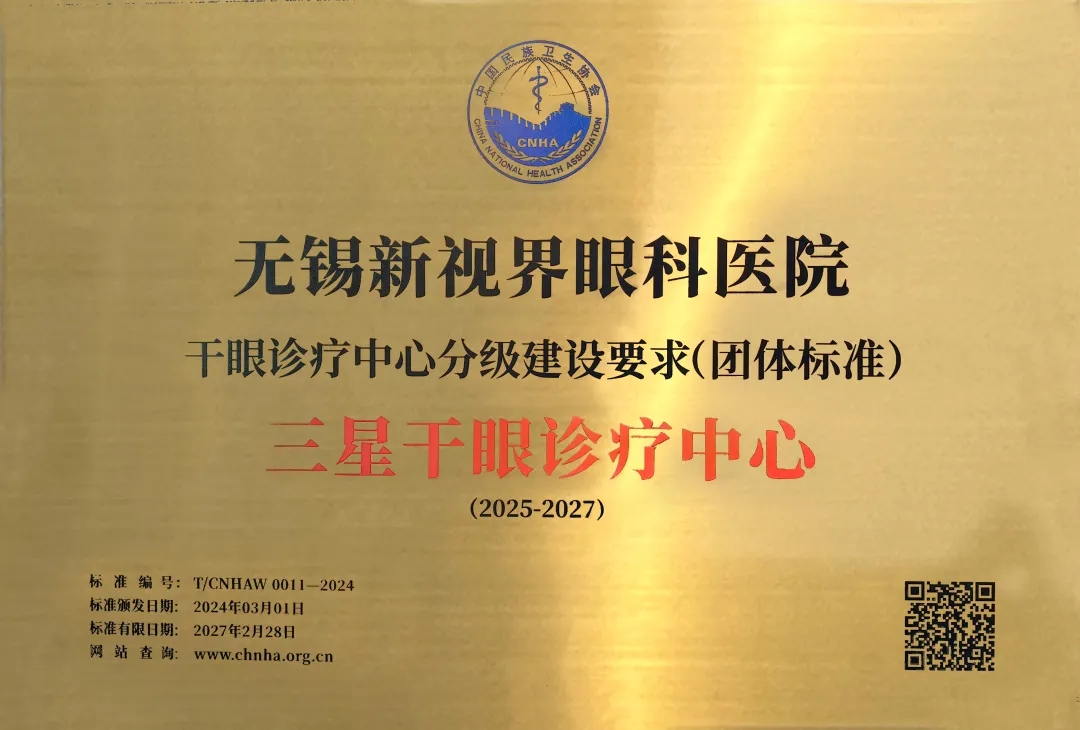 中国民族卫生协会
CNHA
CHINA NATIONAL HEALTH ASSOCIATION
无锡新视界眼科医院
干眼诊疗中心分级建设要求(团体标准)
三星干眼诊疗中心
(2025-2027)
标准编号: T/CNHAW 0011—2024
标准颁发日期: 2024年03月01日
标准有限日期: 2027年2月28日
网站查询: www.chnha.org.cn